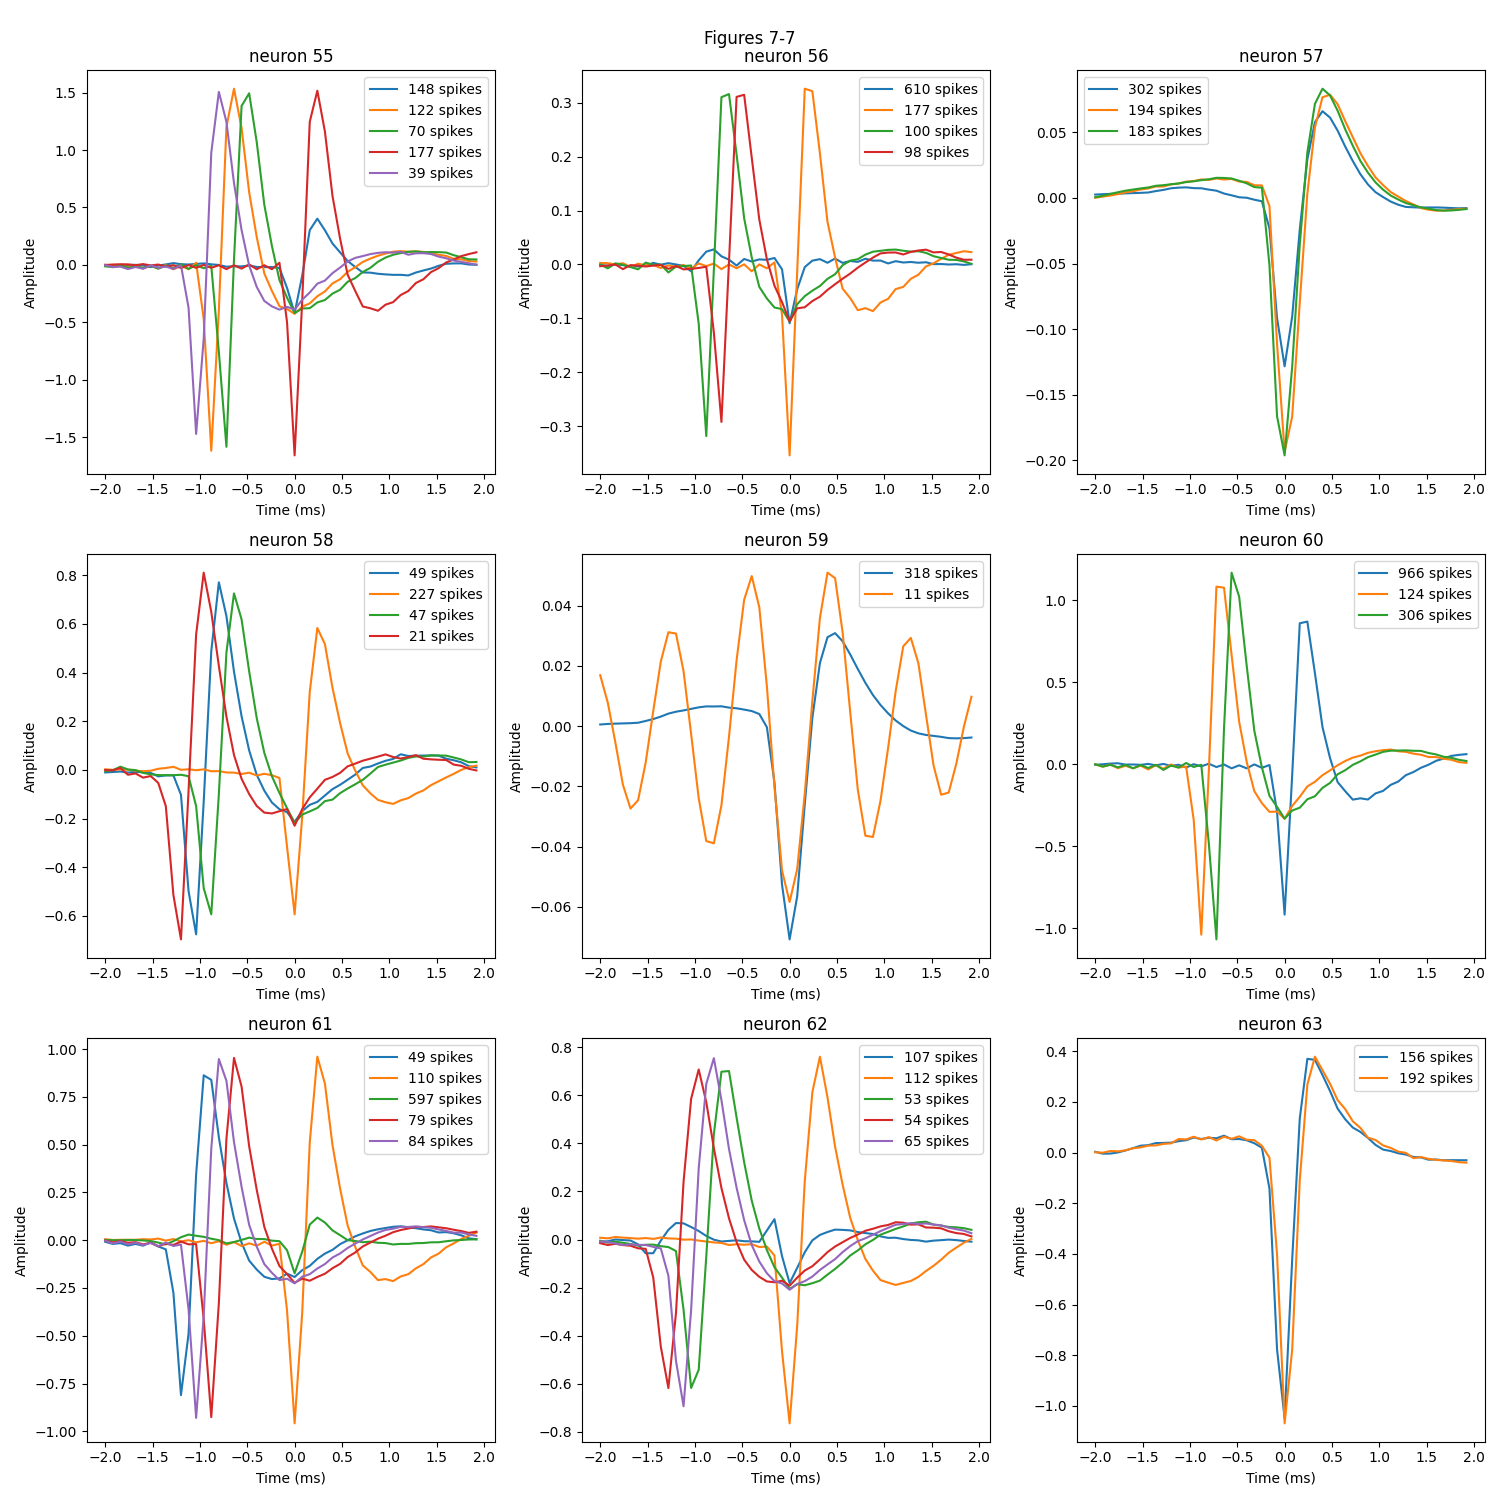 Figures 7-7
neuron 55
148 spikes
122 spikes
70 spikes
177 spikes
39 spikes
Amplitude
1.5
1.0
0.5
0.0
−0.5
−1.0
−1.5
−2.0 −1.5 −1.0 −0.5 0.0 0.5 1.0 1.5 2.0
Time (ms)
neuron 56
610 spikes
177 spikes
100 spikes
98 spikes
Amplitude
0.3
0.2
0.1
0.0
−0.1
−0.2
−0.3
−2.0 −1.5 −1.0 −0.5 0.0 0.5 1.0 1.5 2.0
Time (ms)
neuron 57
302 spikes
194 spikes
183 spikes
Amplitude
0.05
0.00
−0.05
−0.10
−0.15
−0.20
−2.0 −1.5 −1.0 −0.5 0.0 0.5 1.0 1.5 2.0
Time (ms)
neuron 58
49 spikes
227 spikes
47 spikes
21 spikes
Amplitude
0.8
0.6
0.4
0.2
0.0
−0.2
−0.4
−0.6
−2.0 −1.5 −1.0 −0.5 0.0 0.5 1.0 1.5 2.0
Time (ms)
neuron 59
318 spikes
11 spikes
Amplitude
0.04
0.02
0.00
−0.02
−0.04
−0.06
−2.0 −1.5 −1.0 −0.5 0.0 0.5 1.0 1.5 2.0
Time (ms)
neuron 60
966 spikes
124 spikes
306 spikes
Amplitude
1.0
0.5
0.0
−0.5
−1.0
−2.0 −1.5 −1.0 −0.5 0.0 0.5 1.0 1.5 2.0
Time (ms)
neuron 61
49 spikes
110 spikes
597 spikes
79 spikes
84 spikes
Amplitude
1.00
0.75
0.50
0.25
0.00
−0.25
−0.50
−0.75
−1.00
−2.0 −1.5 −1.0 −0.5 0.0 0.5 1.0 1.5 2.0
Time (ms)
neuron 62
107 spikes
112 spikes
53 spikes
54 spikes
65 spikes
Amplitude
0.8
0.6
0.4
0.2
0.0
−0.2
−0.4
−0.6
−0.8
−2.0 −1.5 −1.0 −0.5 0.0 0.5 1.0 1.5 2.0
Time (ms)
neuron 63
156 spikes
192 spikes
Amplitude
0.4
0.2
0.0
−0.2
−0.4
−0.6
−0.8
−1.0
−2.0 −1.5 −1.0 −0.5 0.0 0.5 1.0 1.5 2.0
Time (ms)